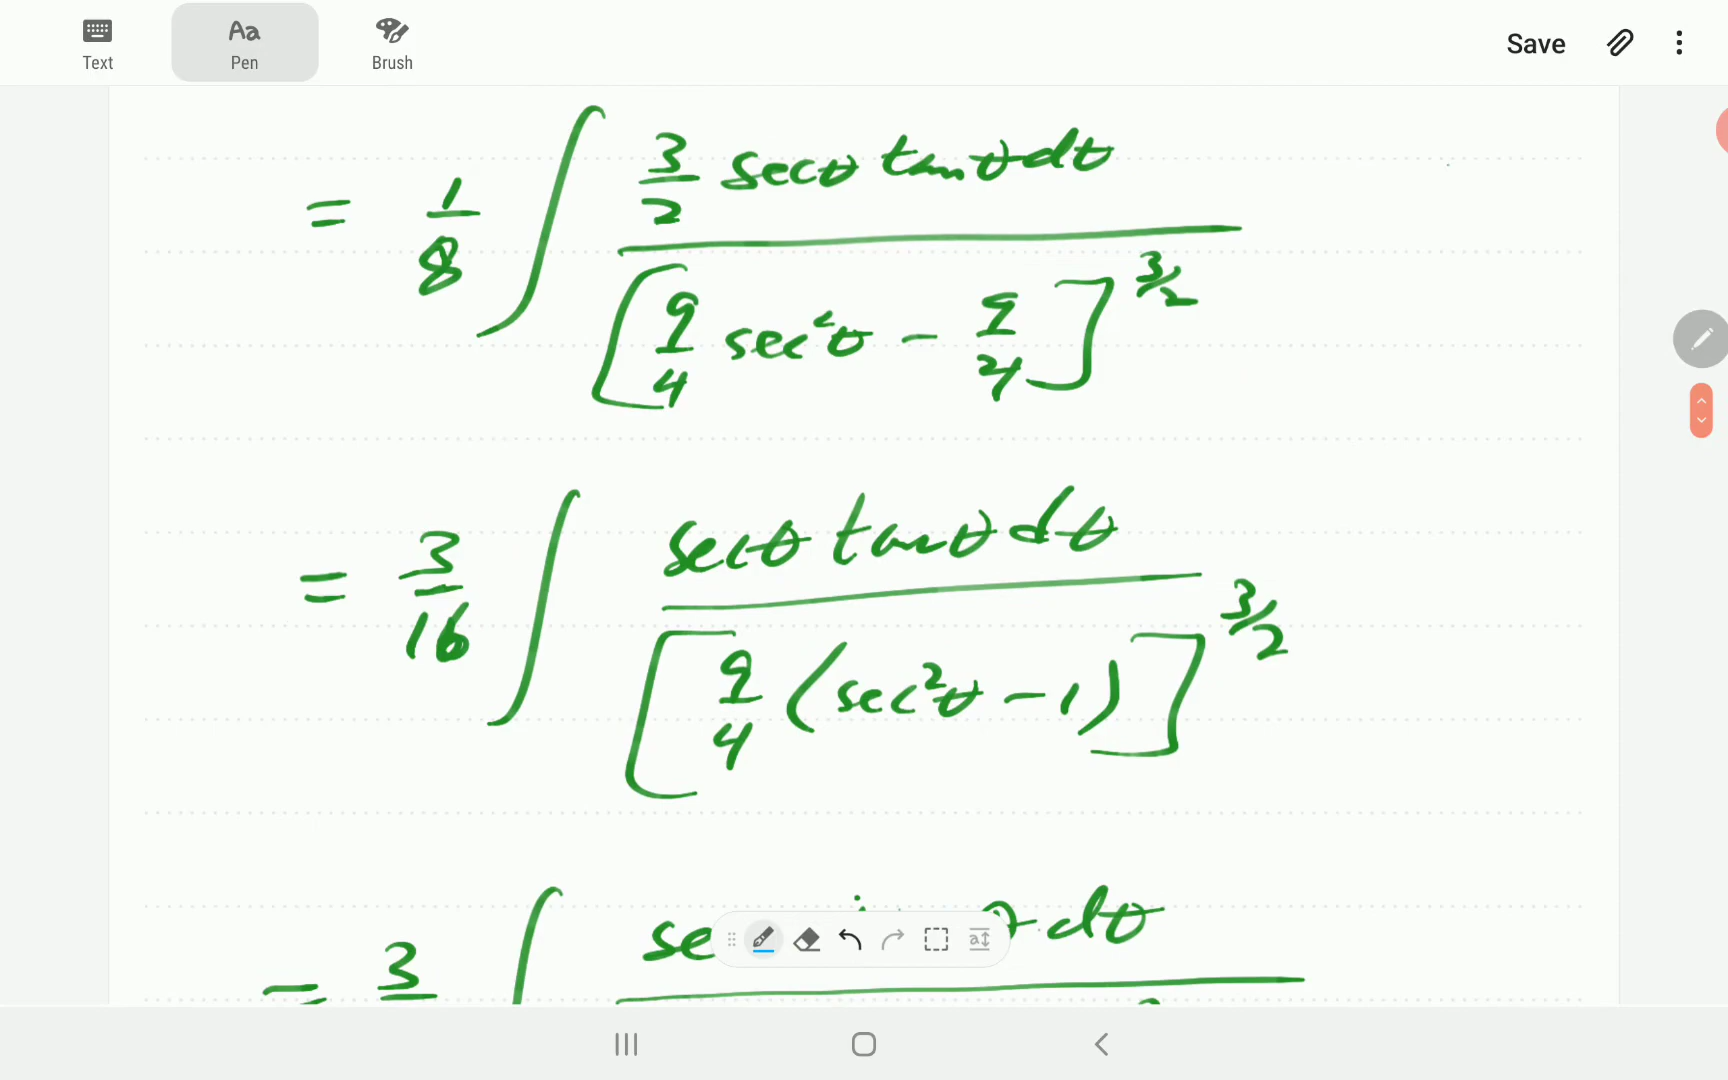 Text Pen Brush Save
= 1/8 ∫ (3/2 secθ tanθ dθ) / [9/4 sec²θ - 9/4]^3/2
= 3/16 ∫ (secθ tanθ dθ) / [9/4 (sec²θ - 1)]^3/2
= 3 ∫ dθ